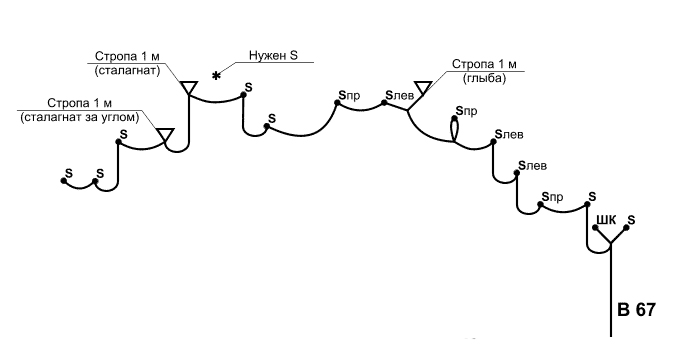 Нужен S
Стропа 1 м
(сталагнат)
Стропа 1 м
(глыба)
S
Sпр
Sлев
Стропа 1 м
(сталагнат за углом)
S
S
Sпр
Sлев
S
S
Sлев
Sпр
S
ШК
S
В 67